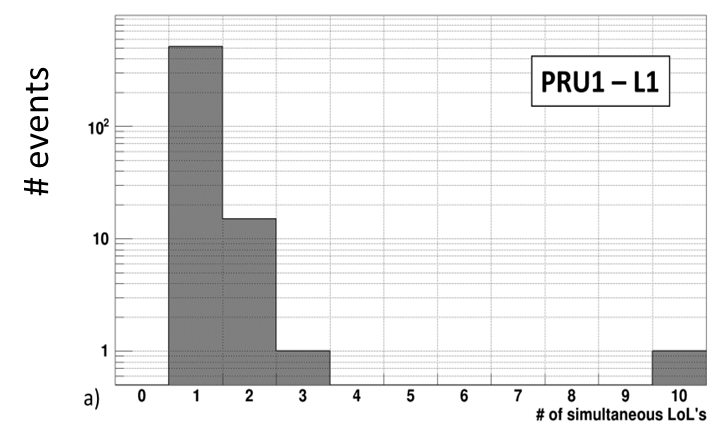 # events
PRU1 – L1
10²
10
1
a)
0 1 2 3 4 5 6 7 8 9 10
# of simultaneous LoL's